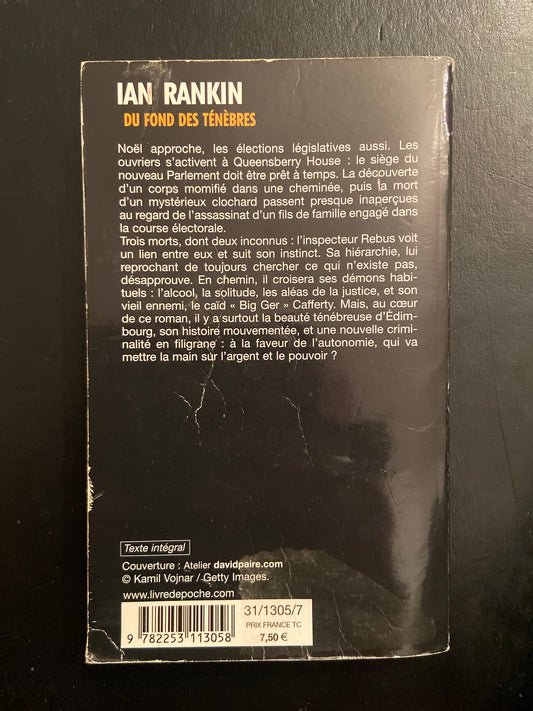 IAN RANKIN
DU FOND DES TÉNÈBRES
Noël approche, les élections législatives aussi. Les
ouvriers s'activent à Queensberry House : le siège du
nouveau Parlement doit être prêt à temps. La découverte
d'un corps momifié dans une cheminée, puis la mort
d'un mystérieux clochard passent presque inaperçues
au regard de l'assassinat d'un fils de famille engagé dans
la course électorale.
Trois morts, dont deux inconnus : l'inspecteur Rebus voit
un lien entre eux et suit son instinct. Sa hiérarchie, lui
reprochant de toujours chercher ce qui n'existe pas,
désapprouve. En chemin, il croisera ses démons habi-
tuels : l'alcool, la solitude, les aléas de la justice, et son
vieil ennemi, le caïd « Big Ger » Cafferty. Mais, au cœur
de ce roman, il y a surtout la beauté ténébreuse d'Édim-
bourg, son histoire mouvementée, et une nouvelle crimi-
nalité en filigrane : à la faveur de l'autonomie, qui va
mettre la main sur l'argent et le pouvoir ?
Texte intégral
Couverture : Atelier davidpaire.com
© Kamil Vojnar / Getty Images.
www.livredepoche.com
31/1305/7
PRIX FRANCE TC
7,50 €
9 782253 113058